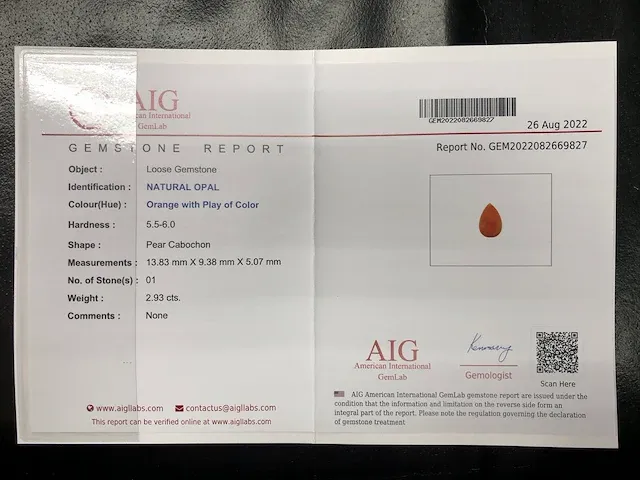 AIG
American International
GemLab
GEMSTONE REPORT
Object : Loose Gemstone
Identification : NATURAL OPAL
Colour(Hue) : Orange with Play of Color
Hardness : 5.5-6.0
Shape : Pear Cabochon
Measurements : 13.83 mm X 9.38 mm X 5.07 mm
No. of Stone(s) : 01
Weight : 2.93 cts.
Comments : None
www.aigllabs.com contactus@aigllabs.com
This report can be verified online at www.aigllabs.com
GEM2022082669827
26 Aug 2022
Report No. GEM2022082669827
AIG
American International
GemLab
Gemologist
Scan Here
AIG American International GemLab gemstone report are issued under the
condition that the information and limitation on the reverse side form an
integral part of the report. Please note the regulation governing the declaration
of gemstone treatment